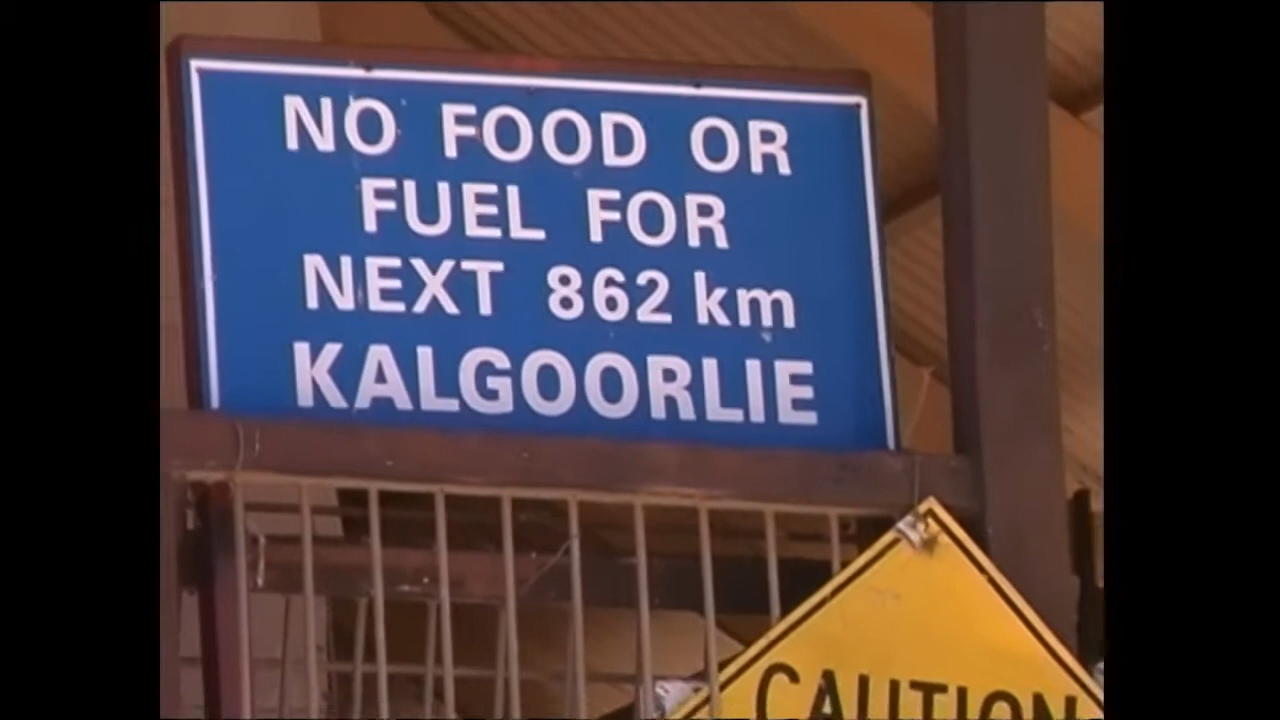 NO FOOD OR
FUEL FOR
NEXT 862 km
KALGOORLIE
CAUTION